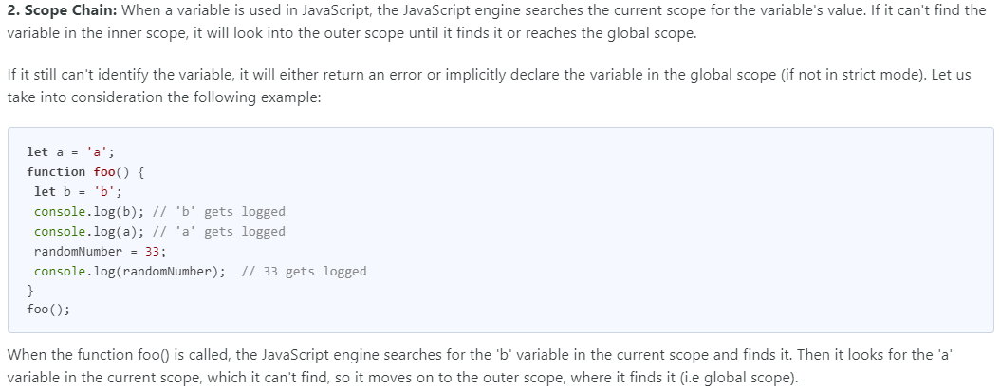 2. Scope Chain: When a variable is used in JavaScript, the JavaScript engine searches the current scope for the variable's value. If it can't find the
variable in the inner scope, it will look into the outer scope until it finds it or reaches the global scope.
If it still can't identify the variable, it will either return an error or implicitly declare the variable in the global scope (if not in strict mode). Let us
take into consideration the following example:
let a = 'a';
function foo() {
 let b = 'b';
 console.log(b); // 'b' gets logged
 console.log(a); // 'a' gets logged
 randomNumber = 33;
 console.log(randomNumber);  // 33 gets logged
}
foo();
When the function foo() is called, the JavaScript engine searches for the 'b' variable in the current scope and finds it. Then it looks for the 'a'
variable in the current scope, which it can't find, so it moves on to the outer scope, where it finds it (i.e global scope).